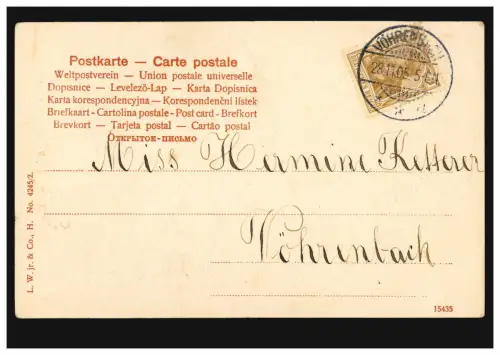 Postkarte — Carte postale
Weltpostverein — Union postale universelle
Dopisnice — Levelező-Lap — Karta Dopisnica
Karta korespondencyjna — Korespondenční lístek
Briefkaart - Cartolina postale - Post card - Brefkort
Brevkort — Tarjeta postal — Cartão postal
Открытое-письмо
Miss Hermine Ketterer
Vöhrenbach
L. W. jr. & Co., H. No. 4245/2.
15435